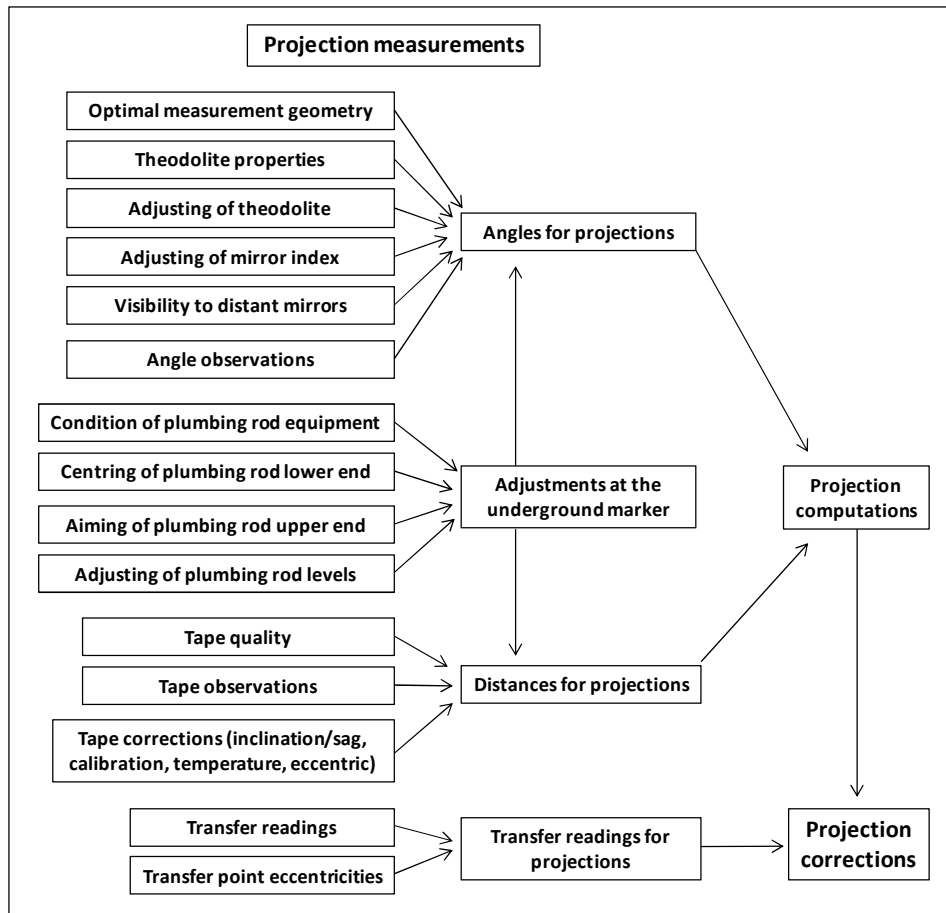 Projection measurements
Optimal measurement geometry
Theodolite properties
Adjusting of theodolite
Adjusting of mirror index
Visibility to distant mirrors
Angle observations
Angles for projections
Condition of plumbing rod equipment
Centring of plumbing rod lower end
Aiming of plumbing rod upper end
Adjusting of plumbing rod levels
Adjustments at the
underground marker
Projection
computations
Tape quality
Tape observations
Tape corrections (inclination/sag,
calibration, temperature, eccentric)
Distances for projections
Transfer readings
Transfer point eccentricities
Transfer readings for
projections
Projection
corrections